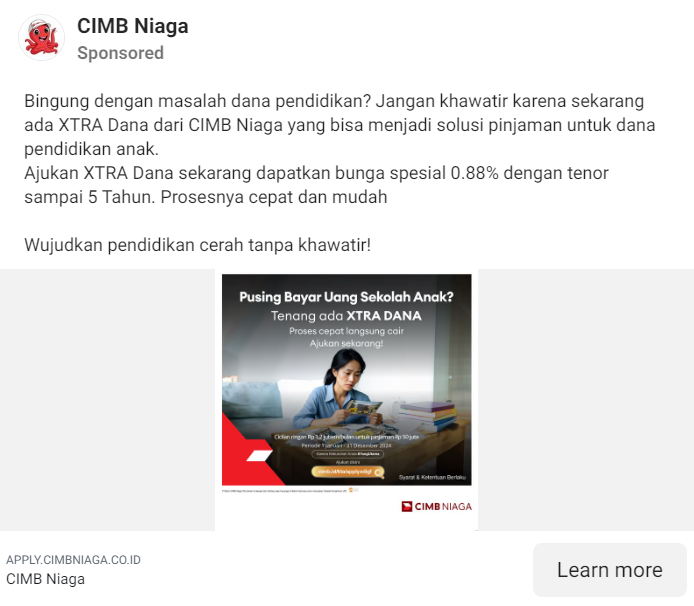 CIMB Niaga
Sponsored
Bingung dengan masalah dana pendidikan? Jangan khawatir karena sekarang
ada XTRA Dana dari CIMB Niaga yang bisa menjadi solusi pinjaman untuk dana
pendidikan anak.
Ajukan XTRA Dana sekarang dapatkan bunga spesial 0.88% dengan tenor
sampai 5 Tahun. Prosesnya cepat dan mudah
Wujudkan pendidikan cerah tanpa khawatir!
Pusing Bayar Uang Sekolah Anak?
Tenang ada XTRA DANA
Proses cepat langsung cair
Ajukan sekarang!
Cicilan ringan Rp 1,2 juta/bulan untuk pinjaman Rp 50 juta
Periode 1 Januari - 31 Desember 2024
Syarat & Ketentuan Berlaku
CIMB NIAGA
APPLY.CIMBNIAGA.CO.ID
CIMB Niaga
Learn more